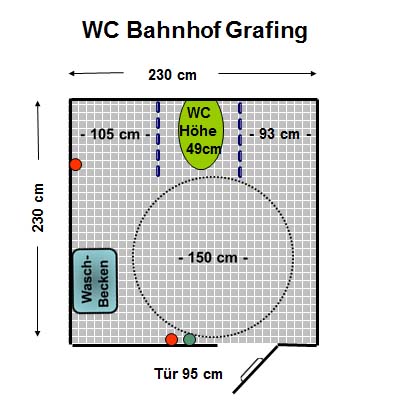 WC Bahnhof Grafing
230 cm
WC
Höhe
49cm
- 105 cm -
- 93 cm -
230 cm
- 150 cm -
Wasch-
Becken
Tür 95 cm